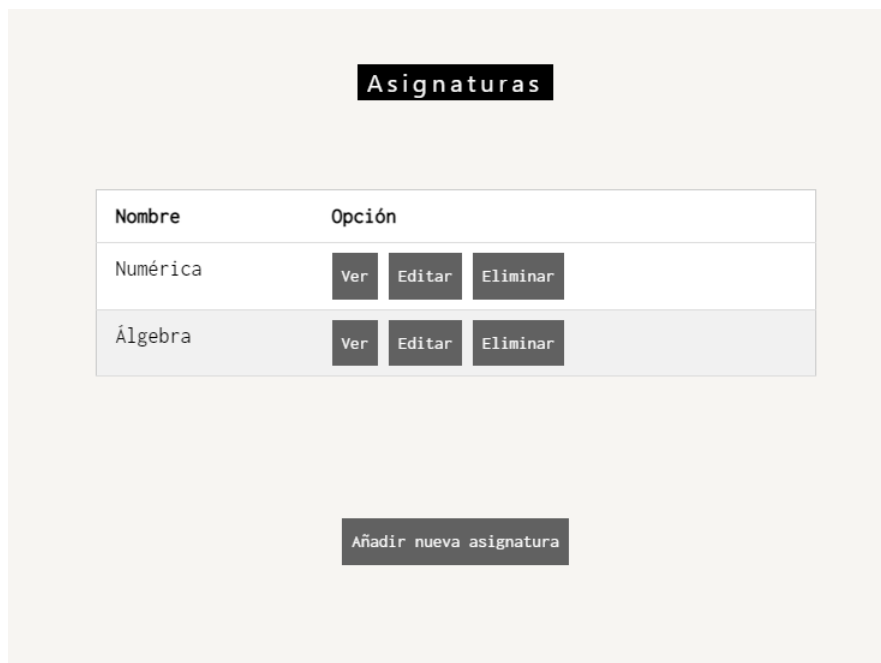 Asignaturas
Nombre Opción
Numérica Ver Editar Eliminar
Álgebra Ver Editar Eliminar
Añadir nueva asignatura